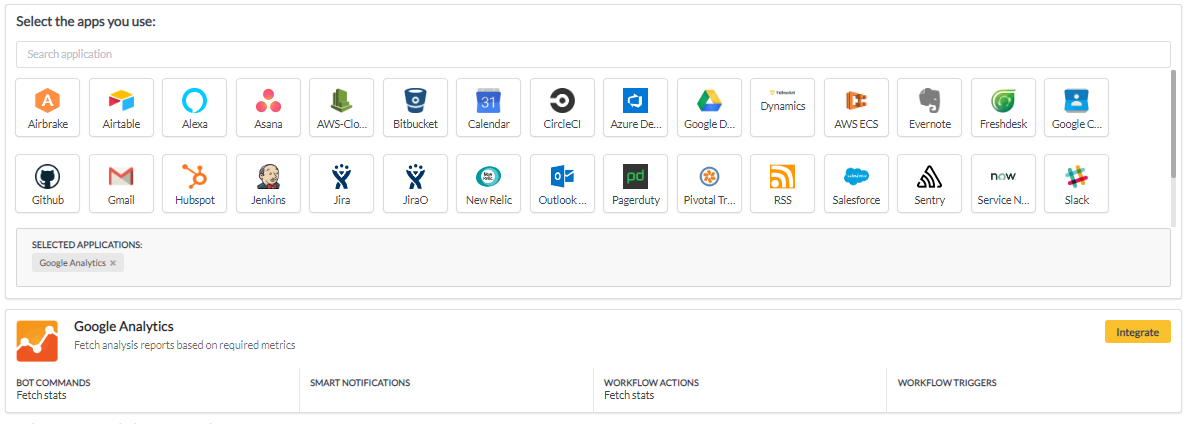 Select the apps you use:
Search application
Airbrake
Airtable
Alexa
Asana
AWS-Clo...
Bitbucket
31
Calendar
CircleCI
Azure De...
Google D...
Dynamics
AWS ECS
Evernote
Freshdesk
Google C...
Github
Gmail
Hubspot
Jenkins
Jira
JiraO
New Relic
Outlook ...
pd
Pagerduty
Pivotal Tr...
RSS
salesforce
Salesforce
Sentry
now
Service N...
Slack
SELECTED APPLICATIONS:
Google Analytics ×
Google Analytics
Fetch analysis reports based on required metrics
Integrate
BOT COMMANDS
Fetch stats
SMART NOTIFICATIONS
WORKFLOW ACTIONS
Fetch stats
WORKFLOW TRIGGERS